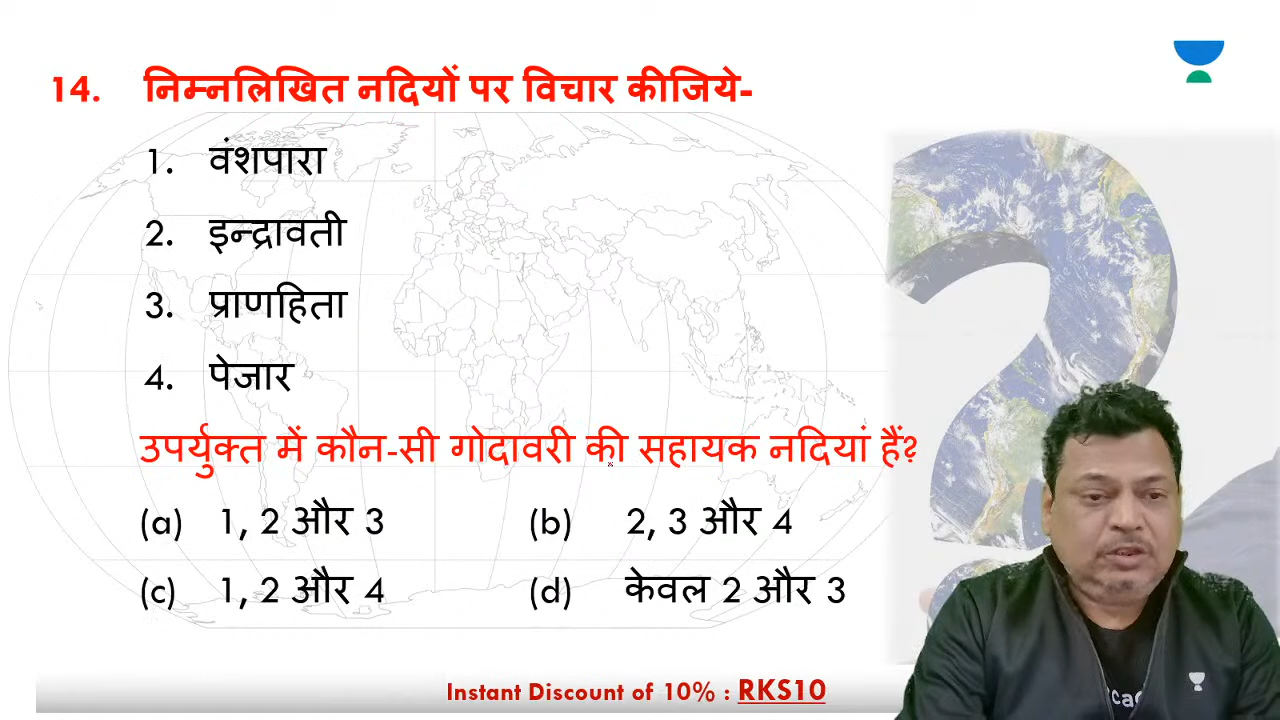 14. निम्नलिखित नदियों पर विचार कीजिये-
1. वंशपारा
2. इन्द्रावती
3. प्राणहिता
4. पेजार
उपर्युक्त में कौन-सी गोदावरी की सहायक नदियां हैं?
(a) 1, 2 और 3 (b) 2, 3 और 4
(c) 1, 2 और 4 (d) केवल 2 और 3
Instant Discount of 10% : RKS10